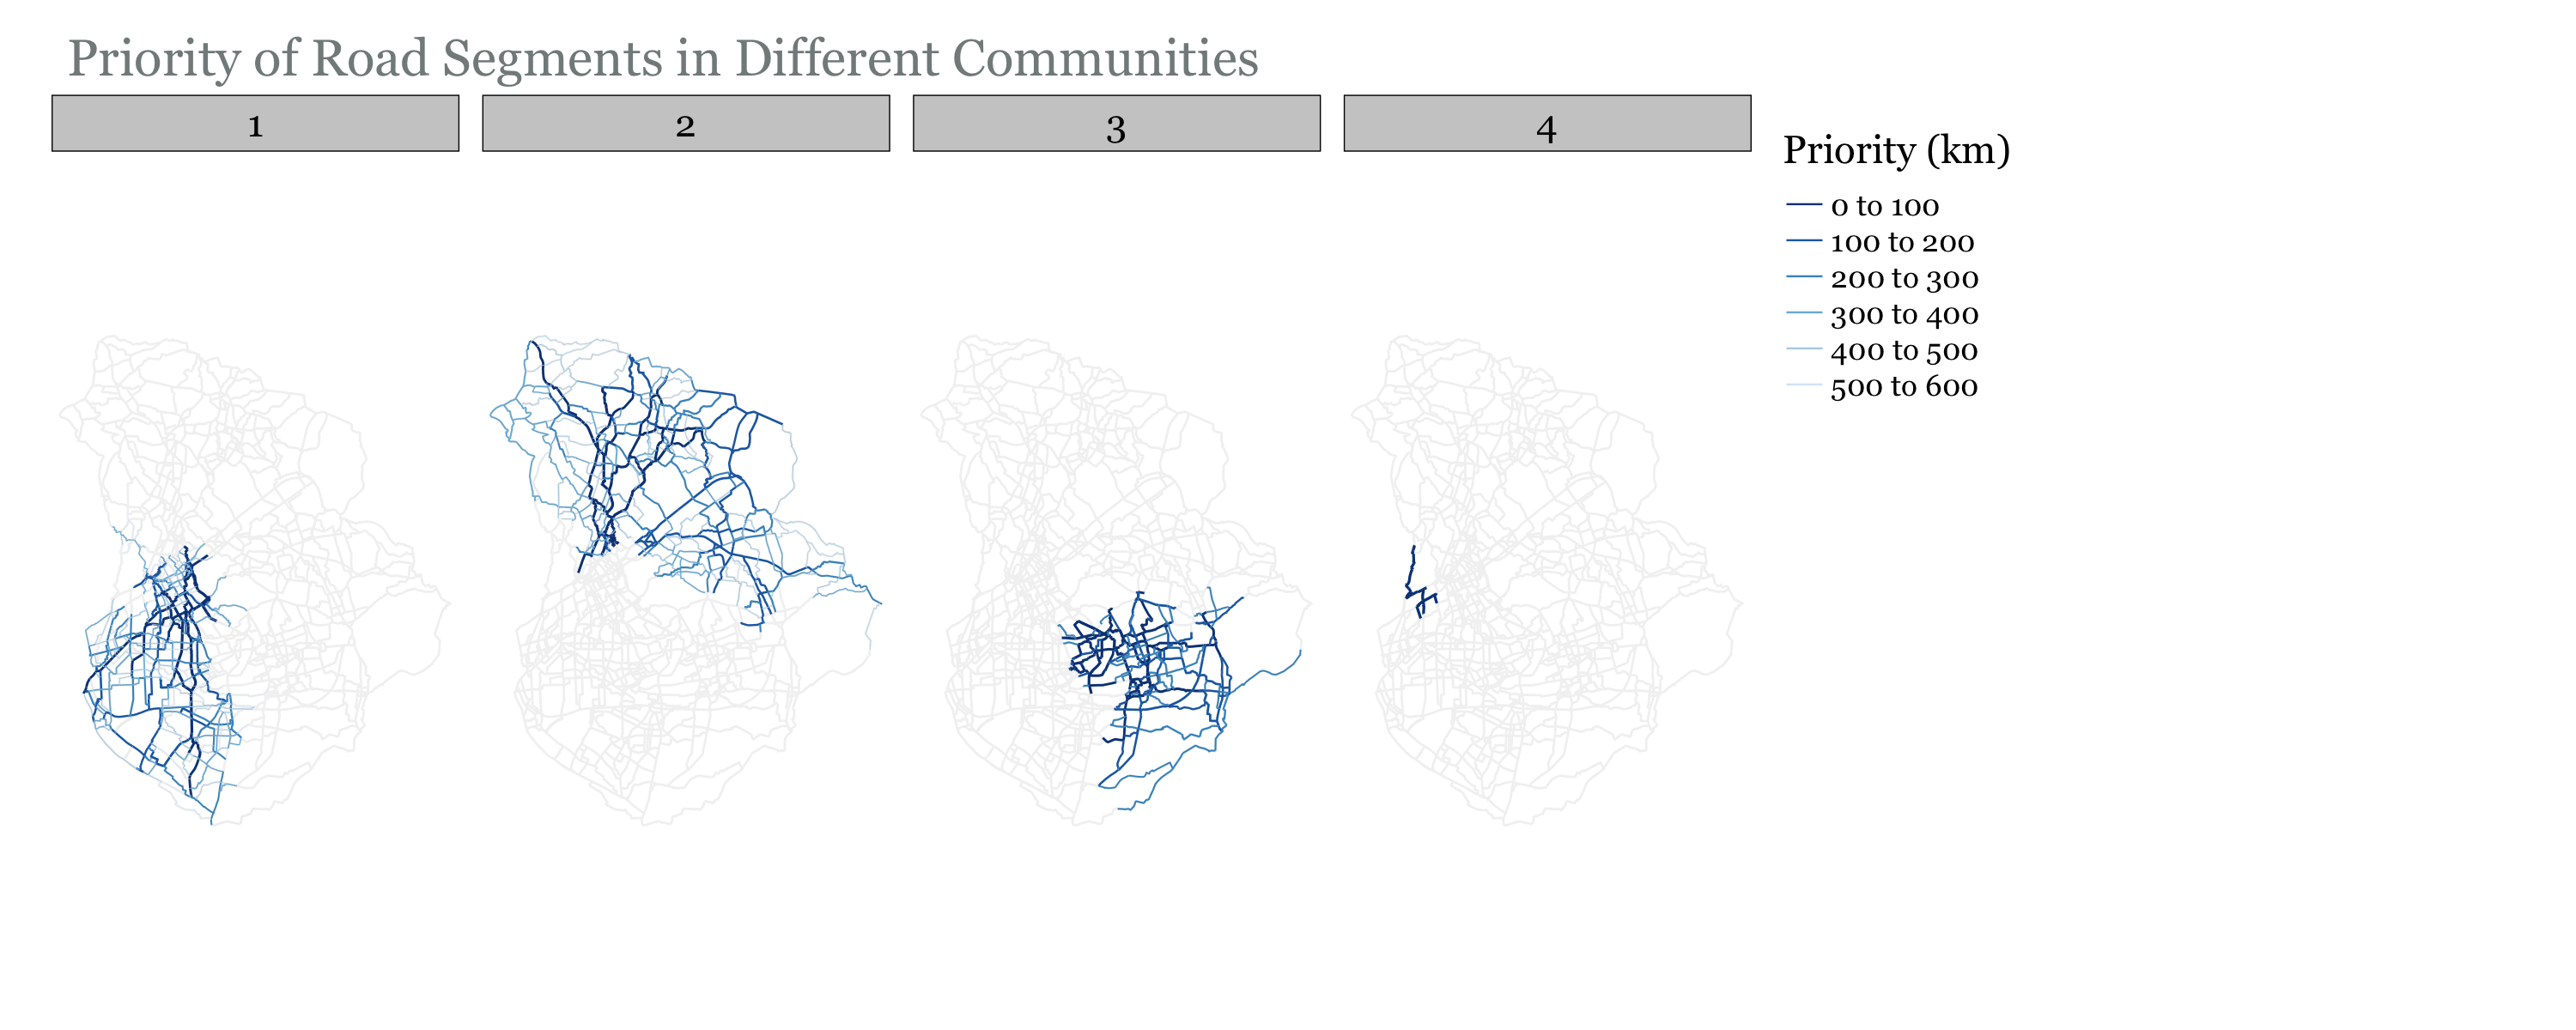 Priority of Road Segments in Different Communities
1
2
3
4
Priority (km)
0 to 100
100 to 200
200 to 300
300 to 400
400 to 500
500 to 600